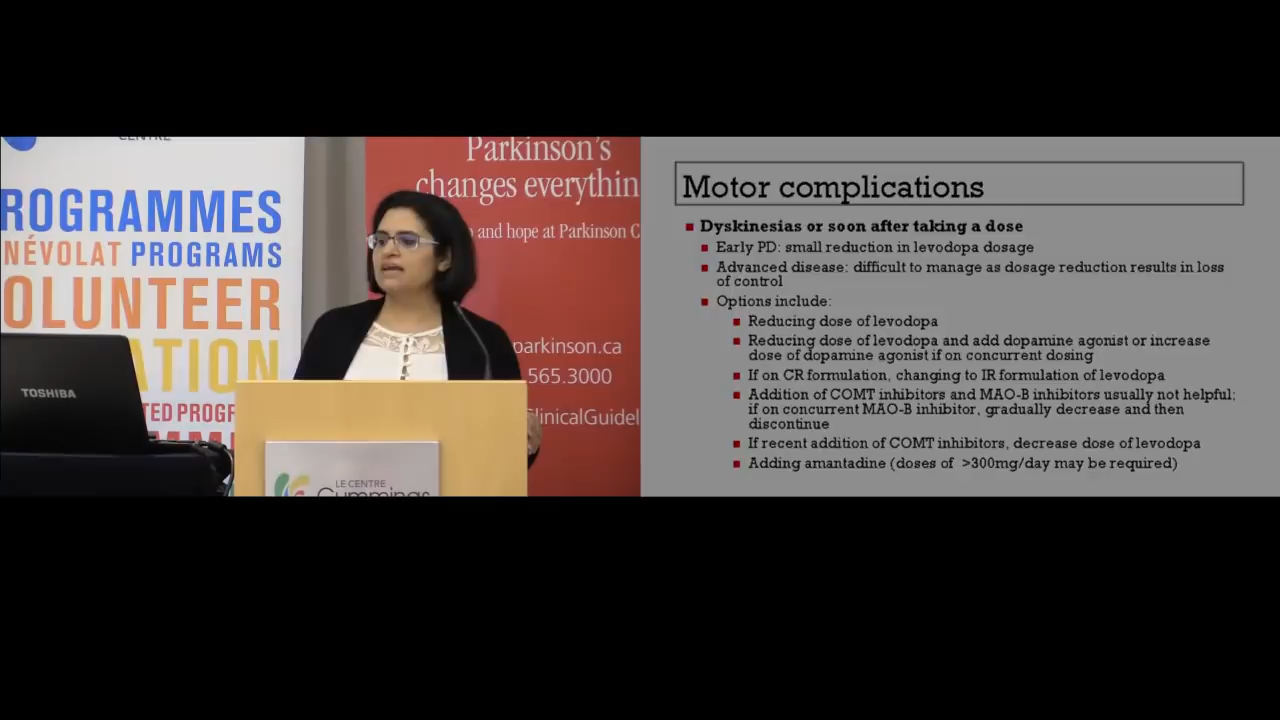 CENTRE
ROGRAMMES
NÉVOLAT PROGRAMS
OLUNTEER
ATION
TED PROGR
TOSHIBA
Parkinson's
changes everythin
and hope at Parkinson C
parkinson.ca
565.3000
ClinicalGuidel
LE CENTRE
Cummings
Motor complications
Dyskinesias or soon after taking a dose
Early PD: small reduction in levodopa dosage
Advanced disease: difficult to manage as dosage reduction results in loss
of control
Options include:
Reducing dose of levodopa
Reducing dose of levodopa and add dopamine agonist or increase
dose of dopamine agonist if on concurrent dosing
If on CR formulation, changing to IR formulation of levodopa
Addition of COMT inhibitors and MAO-B inhibitors usually not helpful;
if on concurrent MAO-B inhibitor, gradually decrease and then
discontinue
If recent addition of COMT inhibitors, decrease dose of levodopa
Adding amantadine (doses of >300mg/day may be required)